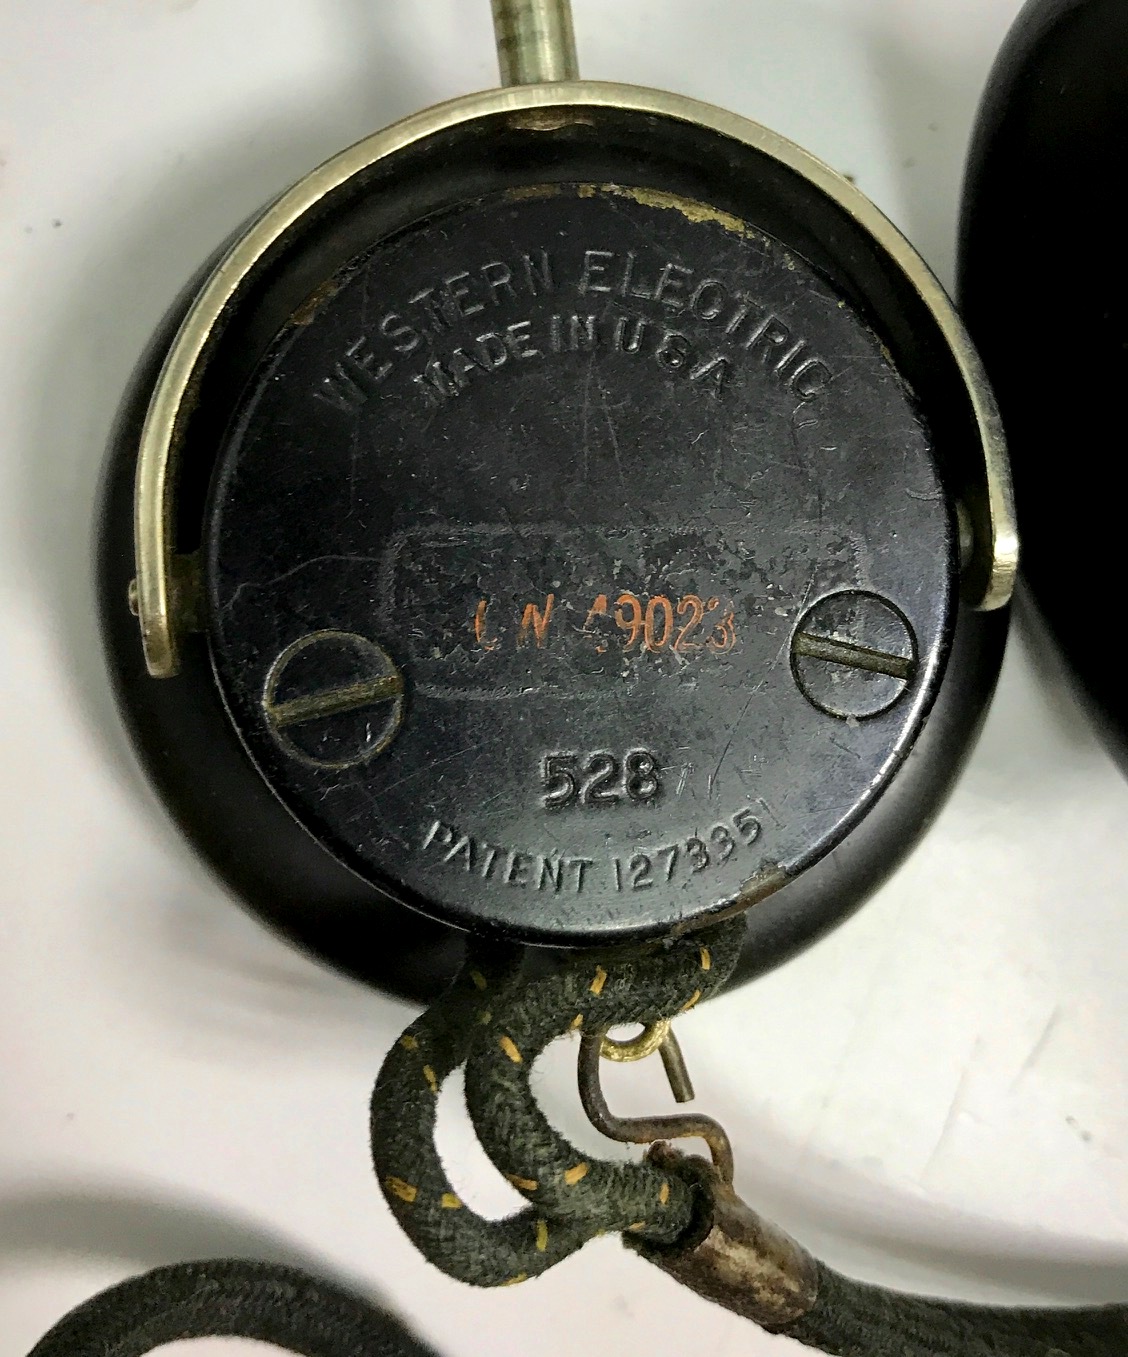 WESTERN ELECTRIC
MADE IN U S A
49023
528
PATENT 1273351